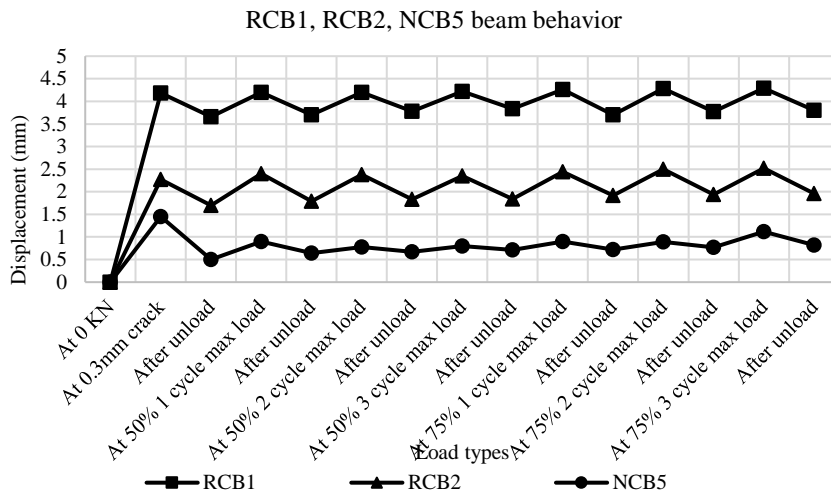 RCB1, RCB2, NCB5 beam behavior
5
4.5
4
3.5
3
2.5
2
1.5
1
0.5
0
Displacement (mm)
At 0 KN
At 0.3mm crack
After unload
At 50% 1 cycle max load
After unload
At 50% 2 cycle max load
After unload
At 50% 3 cycle max load
After unload
At 75% 1 cycle max load
After unload
At 75% 2 cycle max load
After unload
At 75% 3 cycle max load
After unload
Load types
RCB1
RCB2
NCB5